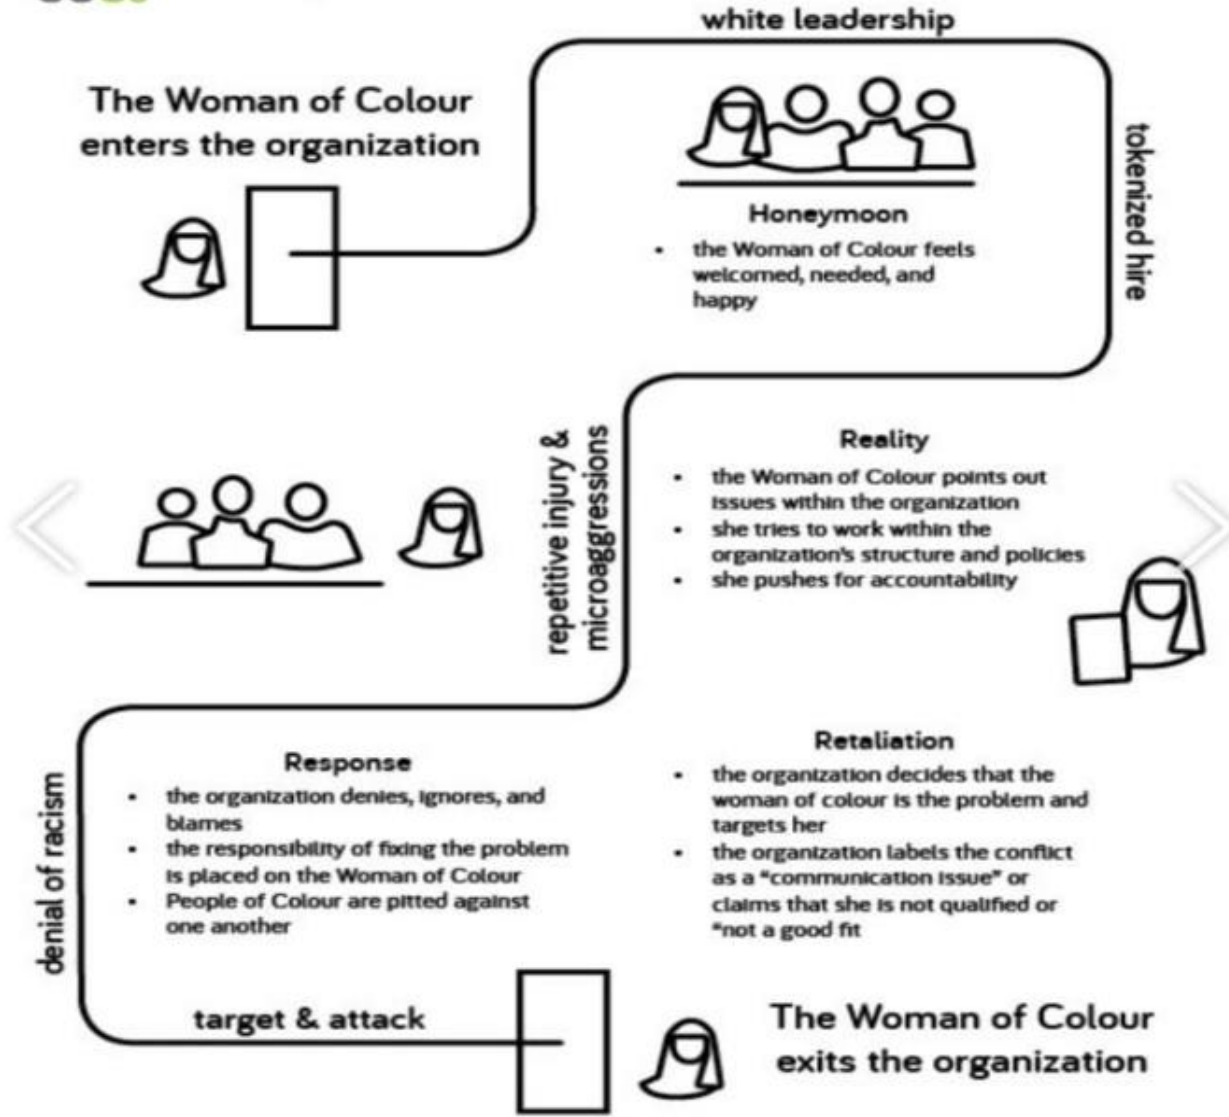 The Woman of Colour
enters the organization
white leadership
tokenized hire
Honeymoon
• the Woman of Colour feels
welcomed, needed, and
happy
repetitive injury &
microaggressions
Reality
• the Woman of Colour points out
issues within the organization
• she tries to work within the
organization's structure and policies
• she pushes for accountability
denial of racism
Response
• the organization denies, ignores, and
blames
• the responsibility of fixing the problem
is placed on the Woman of Colour
• People of Colour are pitted against
one another
Retaliation
• the organization decides that the
woman of colour is the problem and
targets her
• the organization labels the conflict
as a "communication issue" or
claims that she is not qualified or
"not a good fit
target & attack
The Woman of Colour
exits the organization